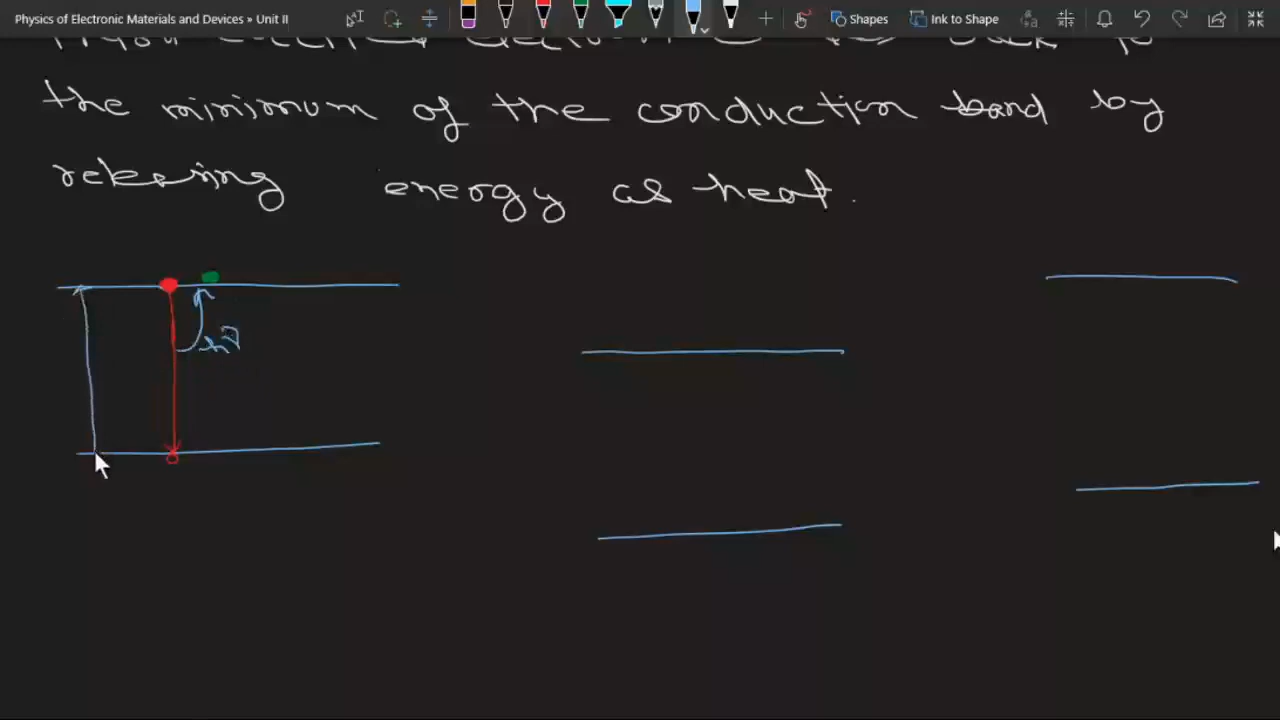 Physics of Electronic Materials and Devices » Unit II
Shapes
Ink to Shape
the minimum of the conduction band by
releasing energy as heat.
hν